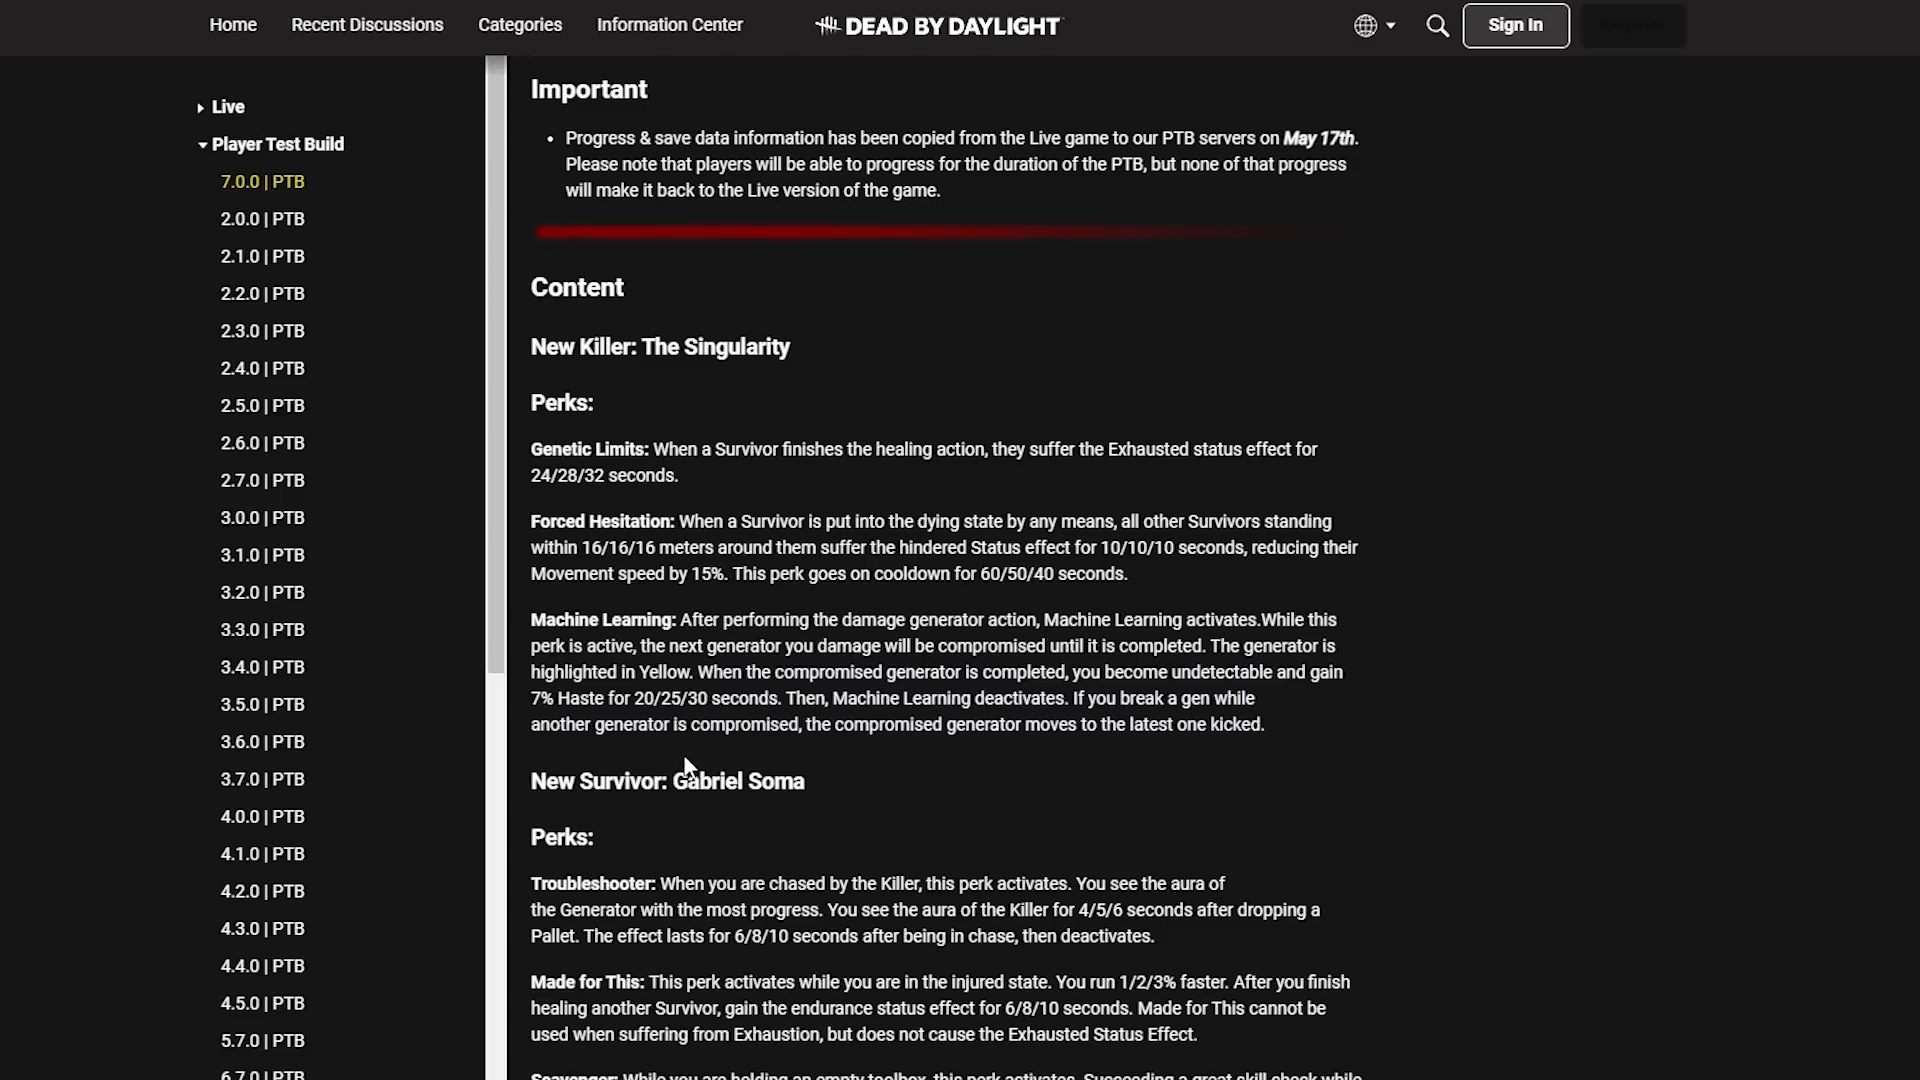 Home Recent Discussions Categories Information Center DEAD BY DAYLIGHT Sign In
Live
Player Test Build
7.0.0 | PTB
2.0.0 | PTB
2.1.0 | PTB
2.2.0 | PTB
2.3.0 | PTB
2.4.0 | PTB
2.5.0 | PTB
2.6.0 | PTB
2.7.0 | PTB
3.0.0 | PTB
3.1.0 | PTB
3.2.0 | PTB
3.3.0 | PTB
3.4.0 | PTB
3.5.0 | PTB
3.6.0 | PTB
3.7.0 | PTB
4.0.0 | PTB
4.1.0 | PTB
4.2.0 | PTB
4.3.0 | PTB
4.4.0 | PTB
4.5.0 | PTB
5.7.0 | PTB
6.7.0 | PTB
Important
• Progress & save data information has been copied from the Live game to our PTB servers on May 17th.
Please note that players will be able to progress for the duration of the PTB, but none of that progress
will make it back to the Live version of the game.
Content
New Killer: The Singularity
Perks:
Genetic Limits: When a Survivor finishes the healing action, they suffer the Exhausted status effect for
24/28/32 seconds.
Forced Hesitation: When a Survivor is put into the dying state by any means, all other Survivors standing
within 16/16/16 meters around them suffer the hindered Status effect for 10/10/10 seconds, reducing their
Movement speed by 15%. This perk goes on cooldown for 60/50/40 seconds.
Machine Learning: After performing the damage generator action, Machine Learning activates.While this
perk is active, the next generator you damage will be compromised until it is completed. The generator is
highlighted in Yellow. When the compromised generator is completed, you become undetectable and gain
7% Haste for 20/25/30 seconds. Then, Machine Learning deactivates. If you break a gen while
another generator is compromised, the compromised generator moves to the latest one kicked.
New Survivor: Gabriel Soma
Perks:
Troubleshooter: When you are chased by the Killer, this perk activates. You see the aura of
the Generator with the most progress. You see the aura of the Killer for 4/5/6 seconds after dropping a
Pallet. The effect lasts for 6/8/10 seconds after being in chase, then deactivates.
Made for This: This perk activates while you are in the injured state. You run 1/2/3% faster. After you finish
healing another Survivor, gain the endurance status effect for 6/8/10 seconds. Made for This cannot be
used when suffering from Exhaustion, but does not cause the Exhausted Status Effect.
Scavenger: While you are holding an empty toolbox, this perk activates. Succeeding a great skill check while